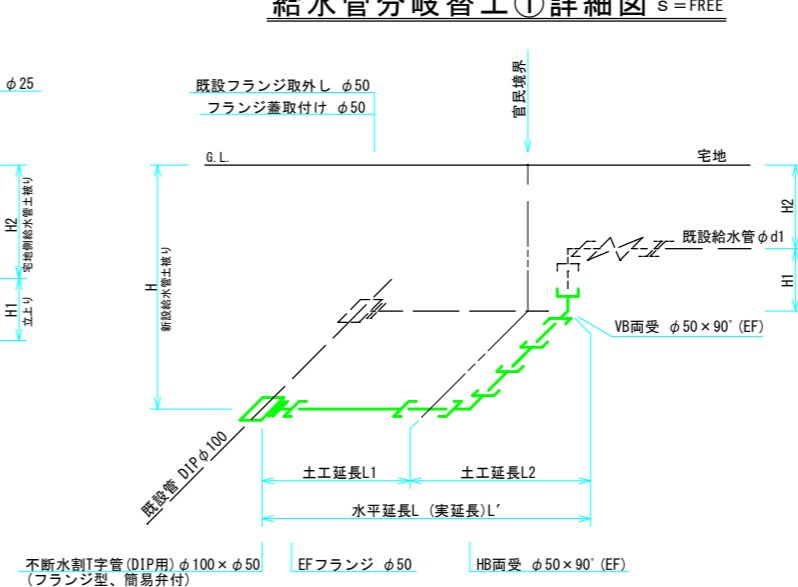 給水管分岐替工①詳細図 S=FREE
φ25
既設フランジ取外し φ50
フランジ蓋取付け φ50
官民境界
G.L.
宅地
H2
宅地側給水管土被り
H1
立上り
H
新設給水管土被り
既設給水管φd1
H2
H1
VB両受 φ50×90°(EF)
既設管 DIPφ100
土工延長L1
土工延長L2
水平延長L (実延長)L′
不断水割T字管(DIP用)φ100×φ50
(フランジ型、簡易弁付)
EFフランジ φ50
HB両受 φ50×90°(EF)